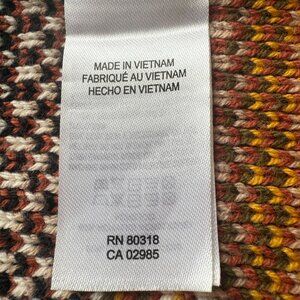 MADE IN VIETNAM
FABRIQUÉ AU VIETNAM
HECHO EN VIETNAM
RN 80318
CA 02985